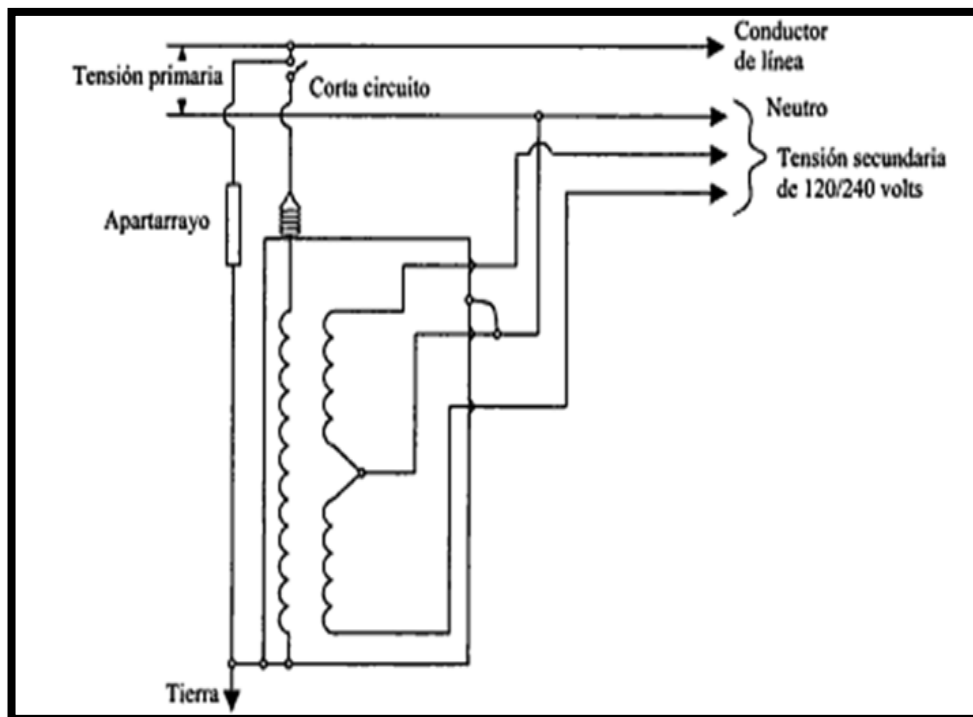 Conductor
de línea
Tensión primaria
Corta circuito
Neutro
Tensión secundaria
de 120/240 volts
Apartarrayo
Tierra